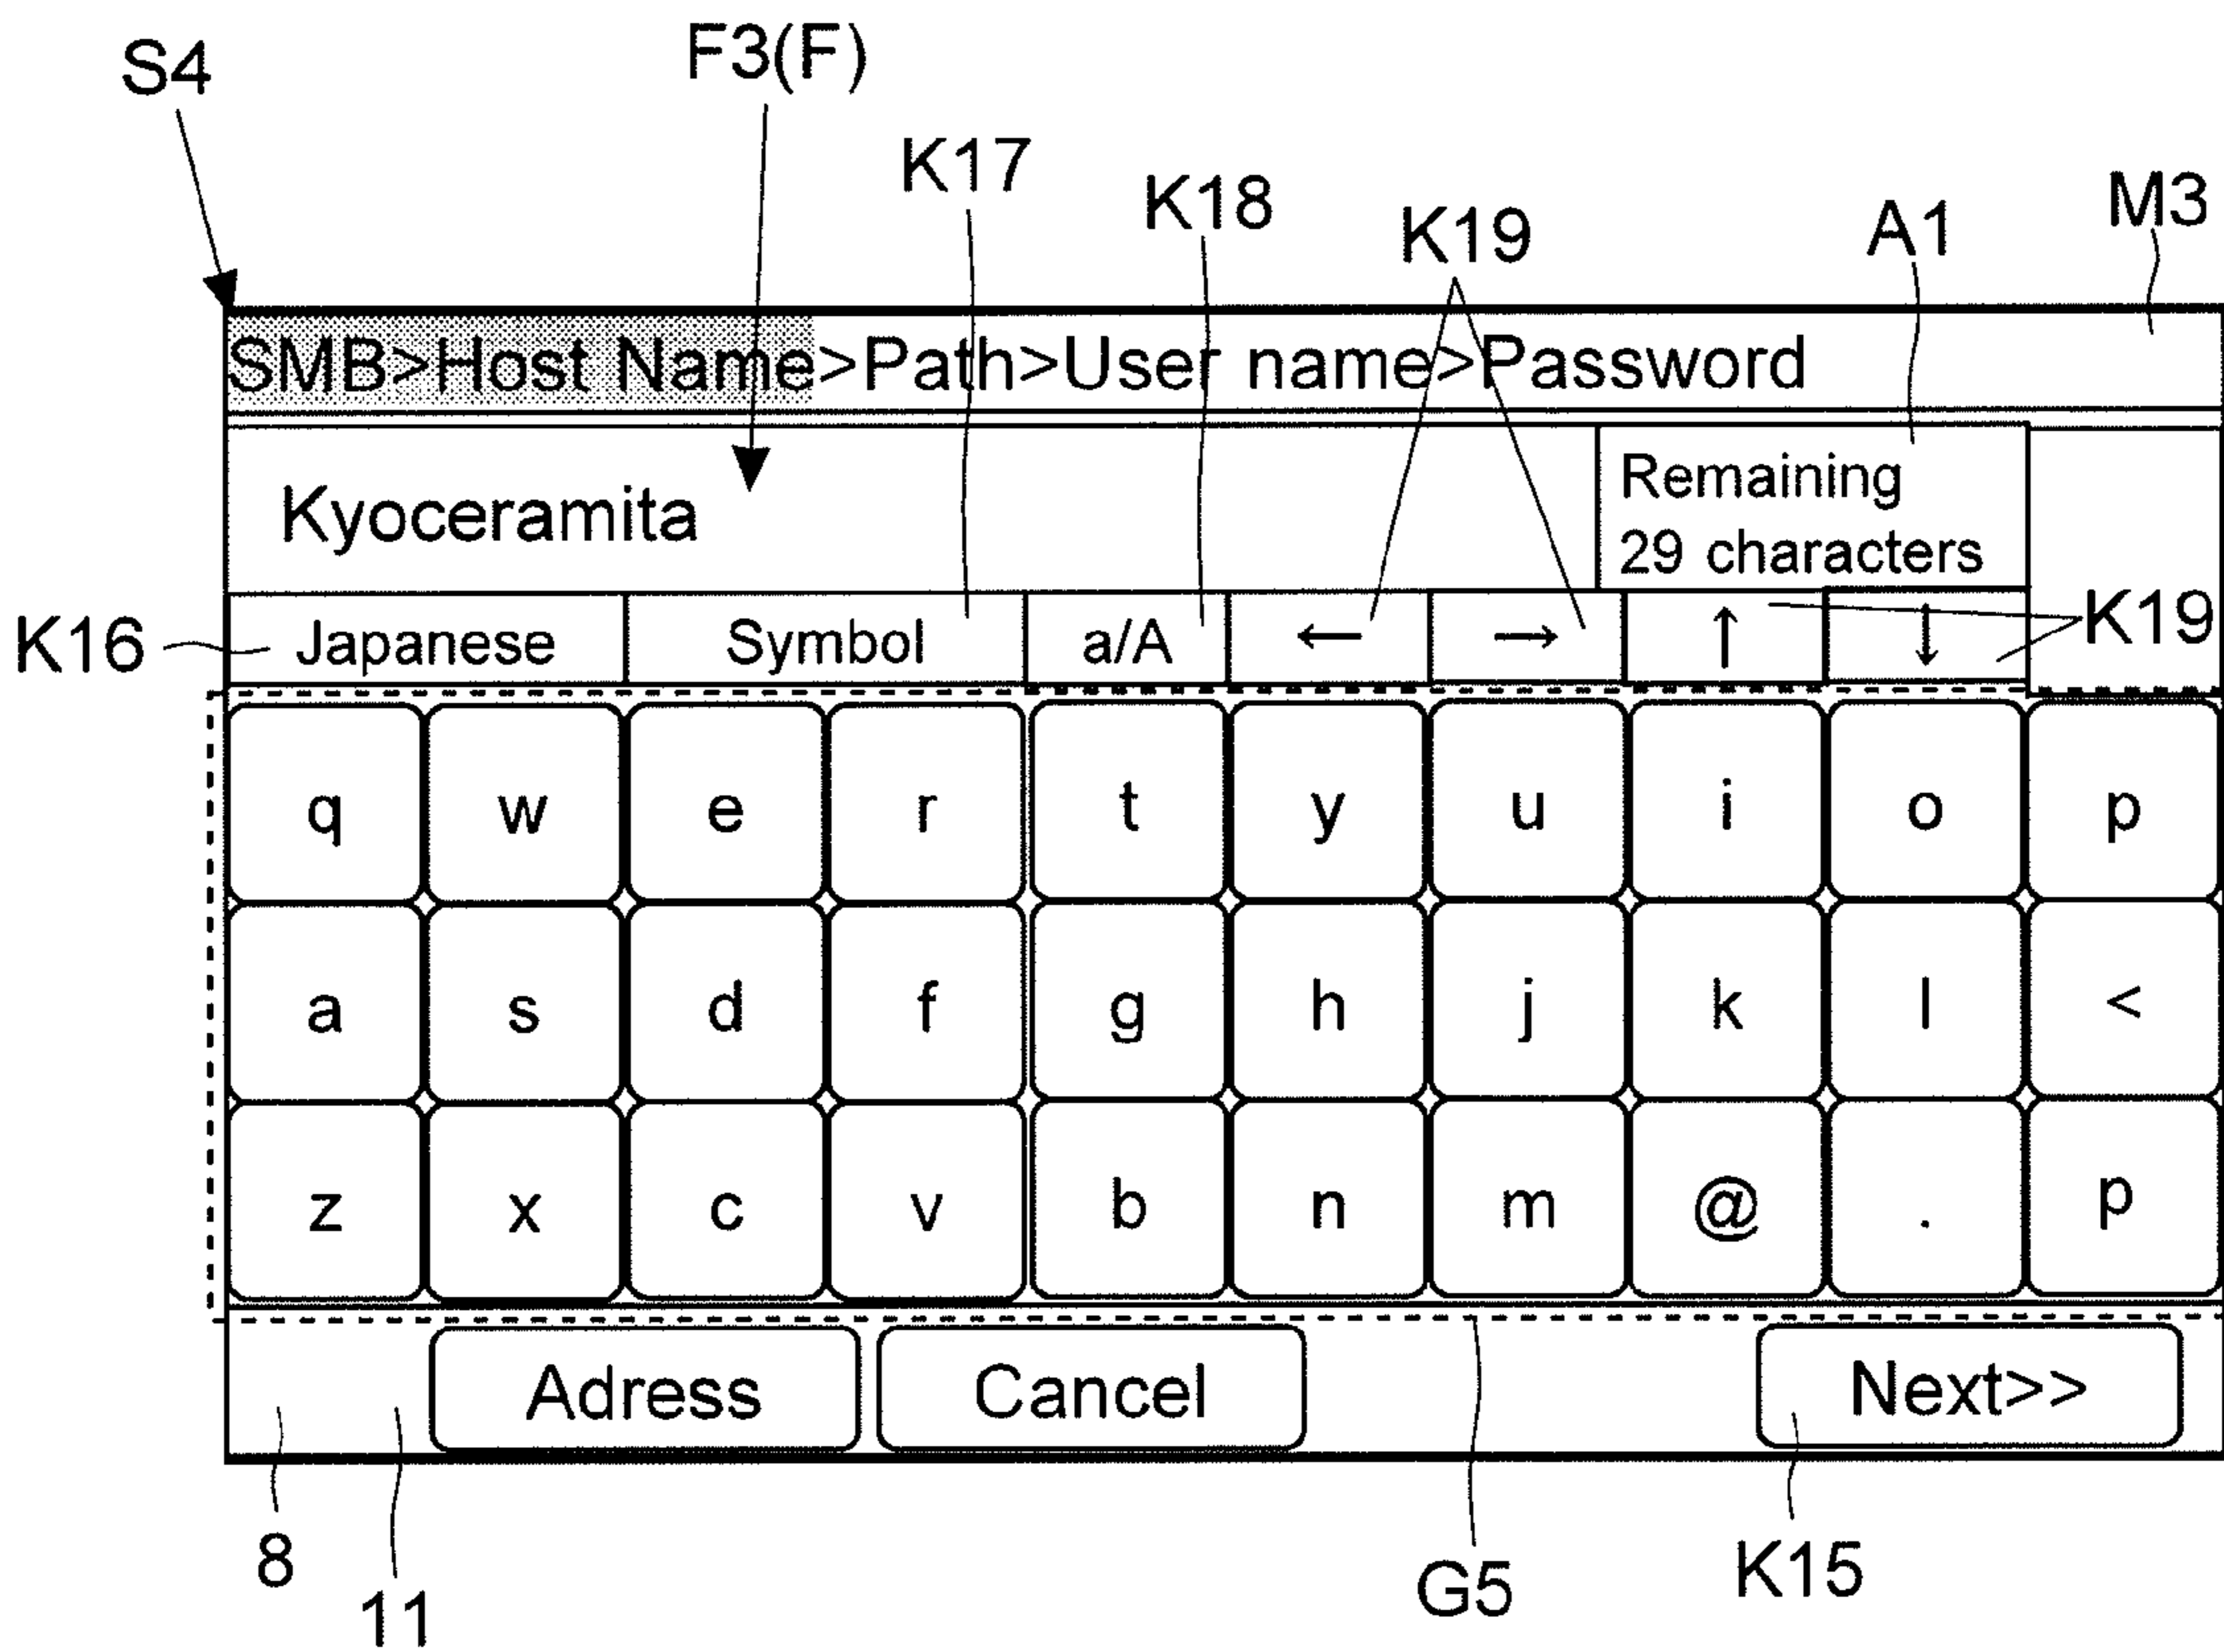 S4 F3(F)
K17 K18 K19 A1 M3
SMB>Host Name>Path>User name>Password
Kyoceramita
Remaining
29 characters
K16 Japanese Symbol a/A ← → ↑ ↓ K19
q w e r t y u i o p
a s d f g h j k l <
z x c v b n m @ . p
Adress Cancel Next>>
8 11 G5 K15